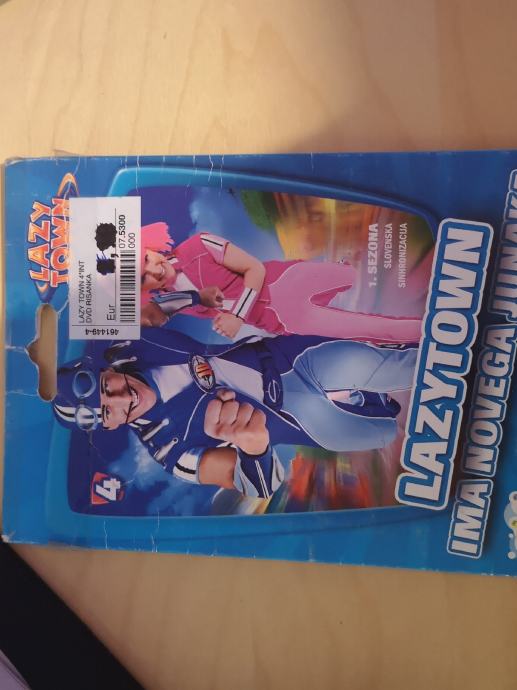 LAZY
TOWN
LAZY TOWN 4*INT
DVD RISANKA
Eur
07.5300
000
461449-4
1. SEZONA
SLOVENSKA
SINHRONIZACIJA
4
LAZYTOWN
IMA NOVEGA JUNAKA